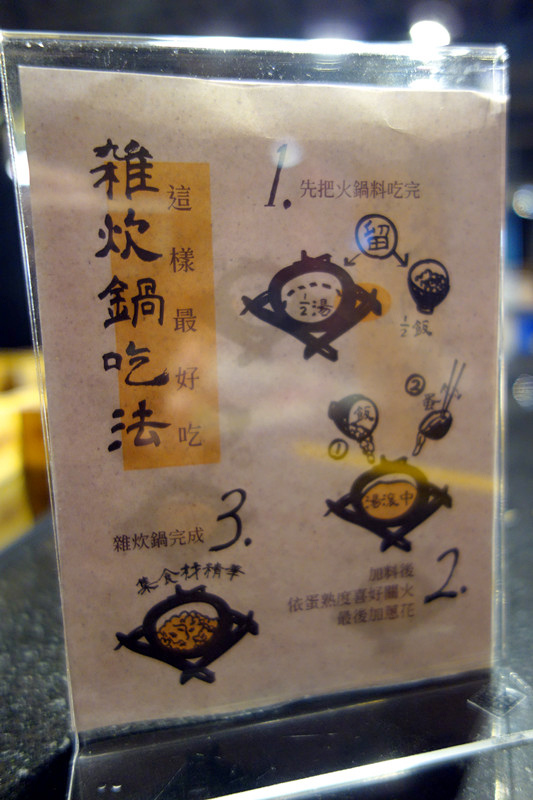 雑炊鍋吃法
這樣最好吃
1.
先把火鍋料吃完
留
1/2湯
1/2飯
① 飯
② 蛋
湯滾中
2.
加料後
依蛋熟度喜好關火
最後加蔥花
3.
雜炊鍋完成
集食材精華